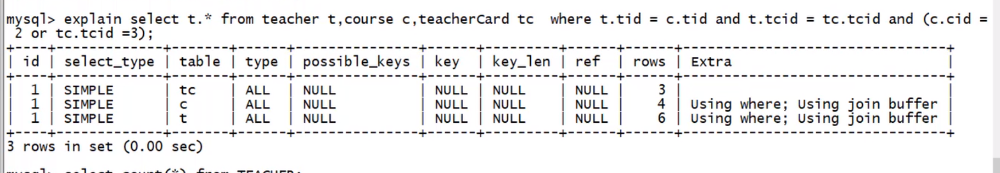 mysql> explain select t.* from teacher t,course c,teacherCard tc  where t.tid = c.tid and t.tcid = tc.tcid and (c.cid =
 2 or tc.tcid =3);
+----+-------------+-------+------+---------------+------+---------+------+------+--------------------------------+
| id | select_type | table | type | possible_keys | key  | key_len | ref  | rows | Extra                          |
+----+-------------+-------+------+---------------+------+---------+------+------+--------------------------------+
|  1 | SIMPLE      | tc    | ALL  | NULL          | NULL | NULL    | NULL |    3 |                                |
|  1 | SIMPLE      | c     | ALL  | NULL          | NULL | NULL    | NULL |    4 | Using where; Using join buffer |
|  1 | SIMPLE      | t     | ALL  | NULL          | NULL | NULL    | NULL |    6 | Using where; Using join buffer |
+----+-------------+-------+------+---------------+------+---------+------+------+--------------------------------+
3 rows in set (0.00 sec)
mysql> select count(*) from TEACHER;